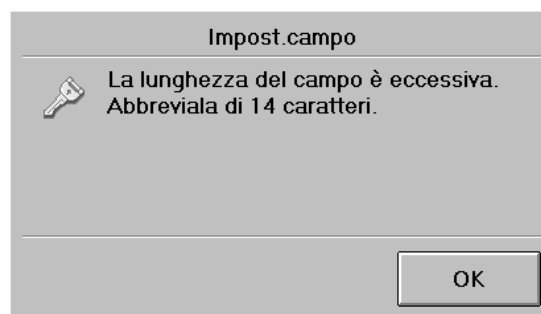 Impost.campo
La lunghezza del campo è eccessiva.
Abbreviala di 14 caratteri.
OK